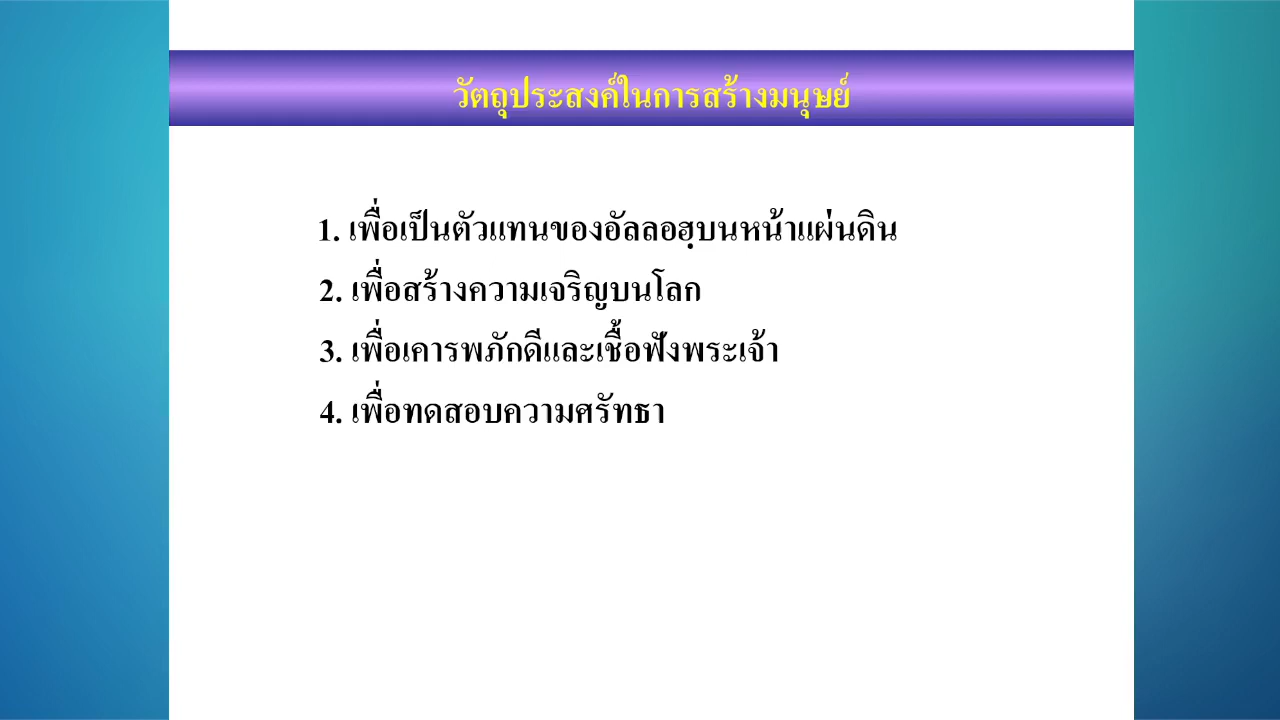 วัตถุประสงค์ในการสร้างมนุษย์
1. เพื่อเป็นตัวแทนของอัลลอฮฺบนหน้าแผ่นดิน
2. เพื่อสร้างความเจริญบนโลก
3. เพื่อเคารพภักดีและเชื้อฟังพระเจ้า
4. เพื่อทดสอบความศรัทธา